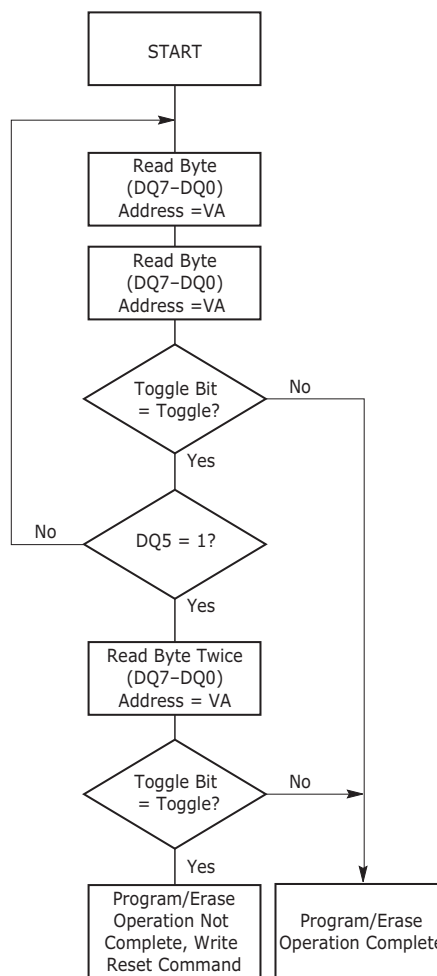 START
Read Byte
(DQ7–DQ0)
Address =VA
Read Byte
(DQ7–DQ0)
Address =VA
Toggle Bit
= Toggle?
No
Yes
No
DQ5 = 1?
Yes
Read Byte Twice
(DQ7–DQ0)
Address = VA
Toggle Bit
= Toggle?
No
Yes
Program/Erase
Operation Not
Complete, Write
Reset Command
Program/Erase
Operation Complete